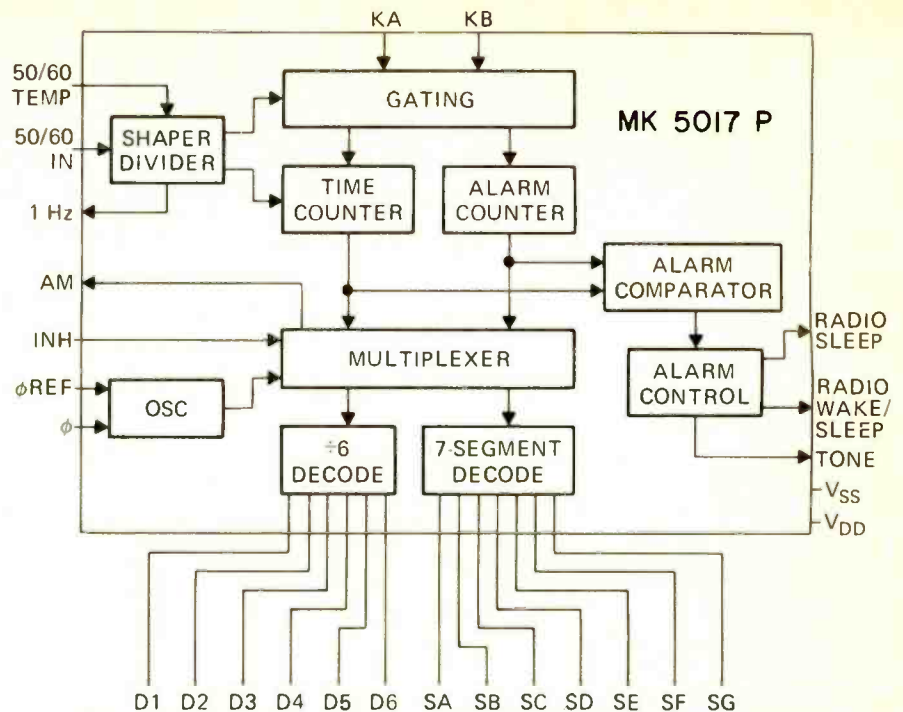 KA KB
50/60
TEMP
GATING
MK 5017 P
50/60
IN
SHAPER
DIVIDER
1 Hz
TIME
COUNTER
ALARM
COUNTER
AM
ALARM
COMPARATOR
INH
MULTIPLEXER
RADIO
SLEEP
φREF
OSC
ALARM
CONTROL
RADIO
WAKE/
SLEEP
φ
÷6
DECODE
7-SEGMENT
DECODE
TONE
VSS
VDD
D1 D2 D3 D4 D5 D6 SA SB SC SD SE SF SG